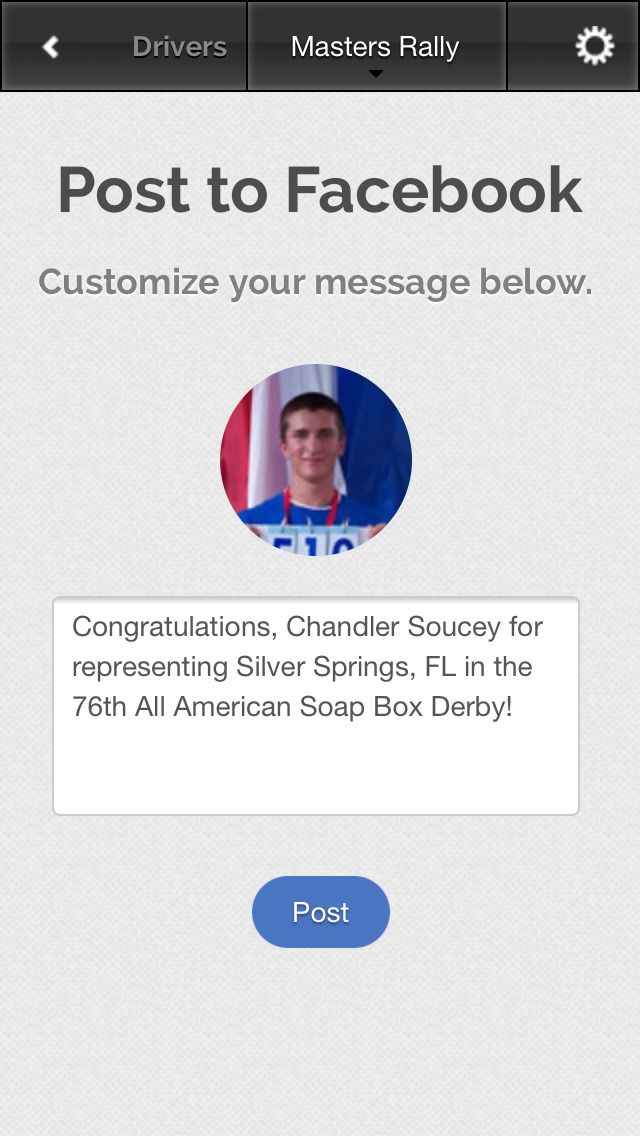 Drivers
Masters Rally
Post to Facebook
Customize your message below.
510
Congratulations, Chandler Soucey for
representing Silver Springs, FL in the
76th All American Soap Box Derby!
Post